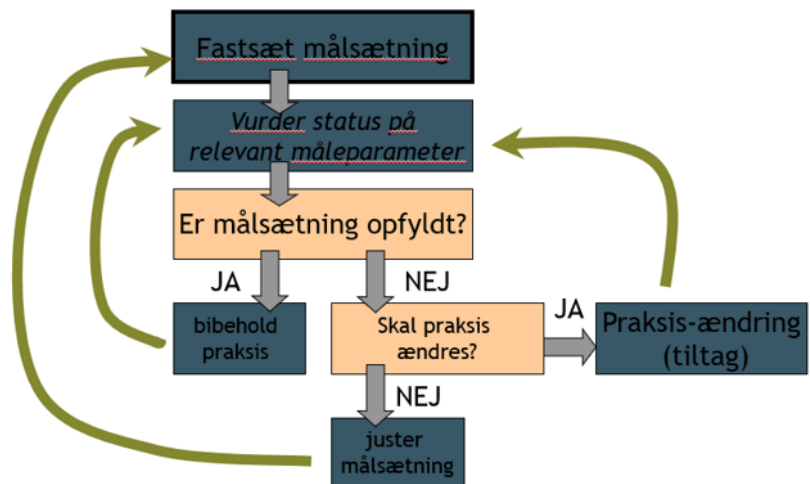 Fastsæt målsætning
Vurder status på
relevant måleparameter
Er målsætning opfyldt?
JA
NEJ
bibehold
praksis
Skal praksis
ændres?
JA
Praksis-ændring
(tiltag)
NEJ
juster
målsætning